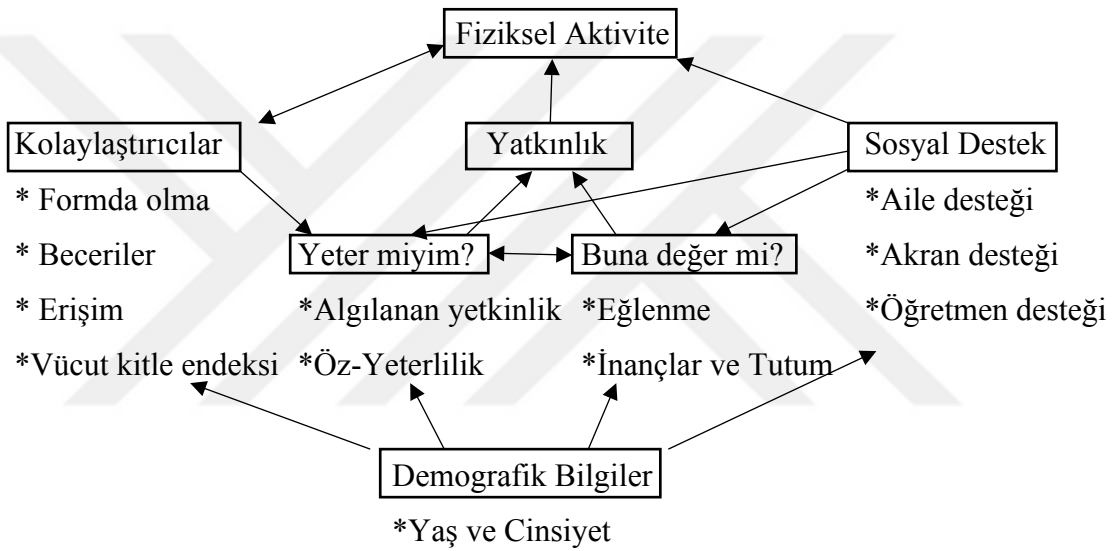 Fiziksel Aktivite
Kolaylaştırıcılar
Yatkınlık
Sosyal Destek
* Formda olma
*Aile desteği
* Beceriler
Yeter miyim?
Buna değer mi?
*Akran desteği
* Erişim
*Algılanan yetkinlik
*Eğlenme
*Öğretmen desteği
*Vücut kitle endeksi
*Öz-Yeterlilik
*İnançlar ve Tutum
Demografik Bilgiler
*Yaş ve Cinsiyet